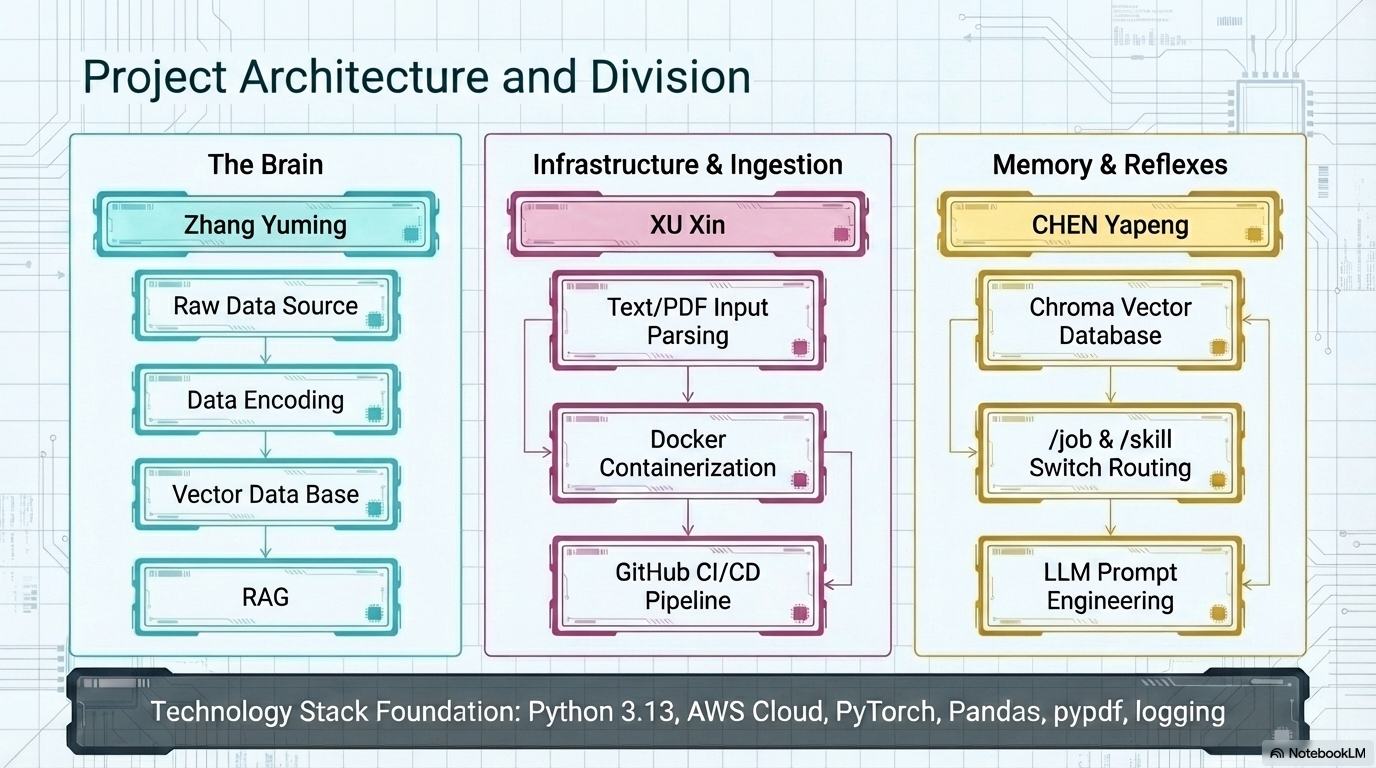 Project Architecture and Division
The Brain
Zhang Yuming
Raw Data Source
Data Encoding
Vector Data Base
RAG
Infrastructure & Ingestion
XU Xin
Text/PDF Input
Parsing
Docker
Containerization
GitHub CI/CD
Pipeline
Memory & Reflexes
CHEN Yapeng
Chroma Vector
Database
/job & /skill
Switch Routing
LLM Prompt
Engineering
Technology Stack Foundation: Python 3.13, AWS Cloud, PyTorch, Pandas, pypdf, logging
NotebookLM